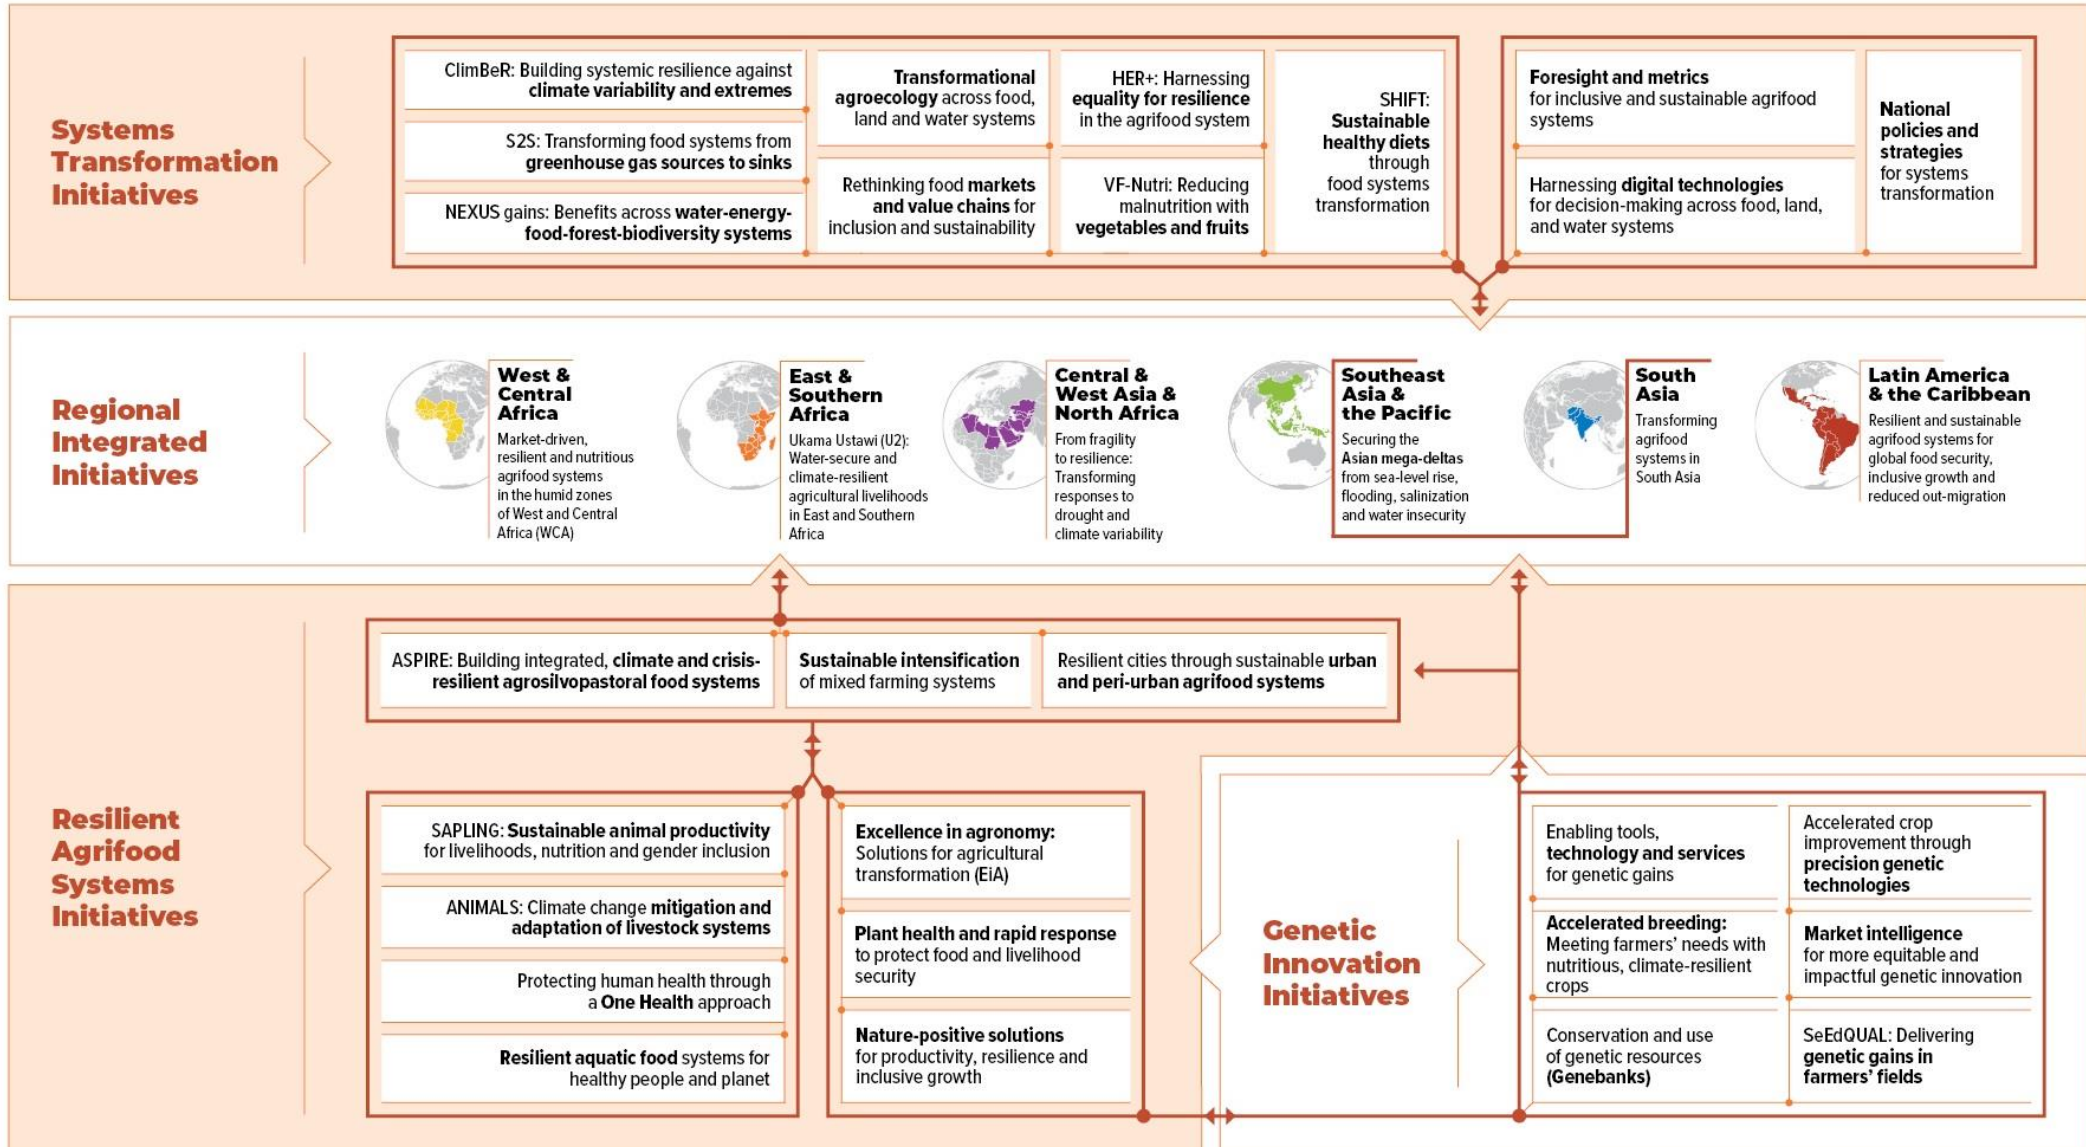 Systems
Transformation
Initiatives
ClimBeR: Building systemic resilience against
climate variability and extremes
S2S: Transforming food systems from
greenhouse gas sources to sinks
NEXUS gains: Benefits across water-energy-
food-forest-biodiversity systems
Transformational
agroecology across food,
land and water systems
Rethinking food markets
and value chains for
inclusion and sustainability
HER+: Harnessing
equality for resilience
in the agrifood system
VF-Nutri: Reducing
malnutrition with
vegetables and fruits
SHIFT:
Sustainable
healthy diets
through
food systems
transformation
Foresight and metrics
for inclusive and sustainable agrifood
systems
Harnessing digital technologies
for decision-making across food, land,
and water systems
National
policies and
strategies
for systems
transformation
Regional
Integrated
Initiatives
West &
Central
Africa
Market-driven,
resilient and nutritious
agrifood systems
in the humid zones
of West and Central
Africa (WCA)
East &
Southern
Africa
Ukama Ustawi (U2):
Water-secure and
climate-resilient
agricultural livelihoods
in East and Southern
Africa
Central &
West Asia &
North Africa
From fragility
to resilience:
Transforming
responses to
drought and
climate variability
Southeast
Asia &
the Pacific
Securing the
Asian mega-deltas
from sea-level rise,
flooding, salinization
and water insecurity
South
Asia
Transforming
agrifood
systems in
South Asia
Latin America
& the Caribbean
Resilient and sustainable
agrifood systems for
global food security,
inclusive growth and
reduced out-migration
Resilient
Agrifood
Systems
Initiatives
ASPIRE: Building integrated, climate and crisis-
resilient agrosilvopastoral food systems
Sustainable intensification
of mixed farming systems
Resilient cities through sustainable urban
and peri-urban agrifood systems
SAPLING: Sustainable animal productivity
for livelihoods, nutrition and gender inclusion
ANIMALS: Climate change mitigation and
adaptation of livestock systems
Protecting human health through
a One Health approach
Resilient aquatic food systems for
healthy people and planet
Excellence in agronomy:
Solutions for agricultural
transformation (EiA)
Plant health and rapid response
to protect food and livelihood
security
Nature-positive solutions
for productivity, resilience and
inclusive growth
Genetic
Innovation
Initiatives
Enabling tools,
technology and services
for genetic gains
Accelerated breeding:
Meeting farmers' needs with
nutritious, climate-resilient
crops
Conservation and use
of genetic resources
(Genebanks)
Accelerated crop
improvement through
precision genetic
technologies
Market intelligence
for more equitable and
impactful genetic innovation
SeEdQUAL: Delivering
genetic gains in
farmers' fields